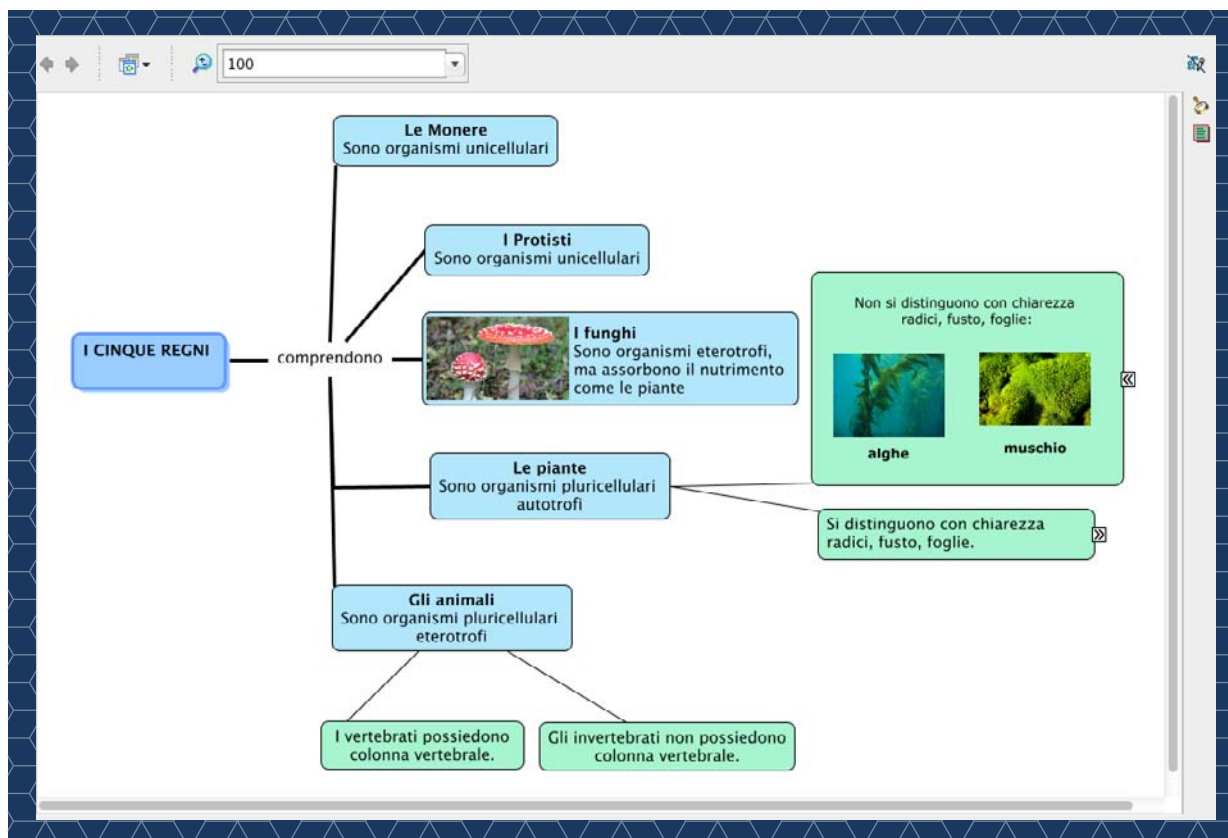 100
Le Monere
Sono organismi unicellulari
I Protisti
Sono organismi unicellulari
I CINQUE REGNI
comprendono
I funghi
Sono organismi eterotrofi,
ma assorbono il nutrimento
come le piante
Non si distinguono con chiarezza
radici, fusto, foglie:
alghe
muschio
Le piante
Sono organismi pluricellulari
autotrofi
Si distinguono con chiarezza
radici, fusto, foglie.
Gli animali
Sono organismi pluricellulari
eterotrofi
I vertebrati possiedono
colonna vertebrale.
Gli invertebrati non possiedono
colonna vertebrale.